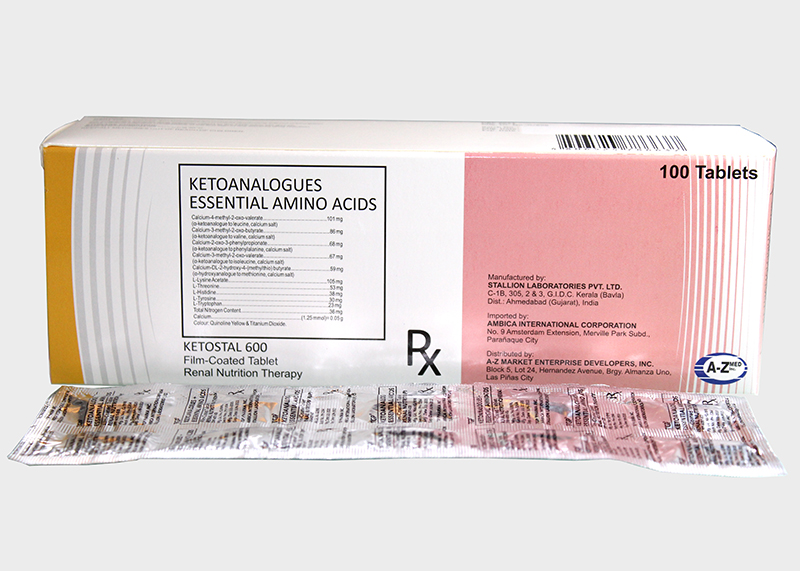 100 Tablets
KETOANALOGUES
ESSENTIAL AMINO ACIDS
Calcium-4-methyl-2-oxo-valerate 101 mg
(α-ketoanalogue to leucine, calcium salt)
Calcium-3-methyl-2-oxo-butyrate 86 mg
(α-ketoanalogue to valine, calcium salt)
Calcium-2-oxo-3-phenylpropionate 68 mg
(α-ketoanalogue to phenylalanine, calcium salt)
Calcium-3-methyl-2-oxo-valerate 67 mg
(α-ketoanalogue to isoleucine, calcium salt)
Calcium-DL-2-hydroxy-4-(methylthio) butyrate 59 mg
(α-hydroxyanalogue to methionine, calcium salt)
L-Lysine Acetate 105 mg
L-Threonine 53 mg
L-Histidine 38 mg
L-Tyrosine 30 mg
L-Tryptophan 23 mg
Total Nitrogen Content 36 mg
Calcium (1.25 mmol)= 0.05 g
Colour: Quinoline Yellow & Titanium Dioxide.
KETOSTAL 600
Film-Coated Tablet
Renal Nutrition Therapy
Rx
Manufactured by:
STALLION LABORATORIES PVT. LTD.
C-1B, 305, 2 & 3, G.I.D.C. Kerala (Bavla)
Dist.: Ahmedabad (Gujarat), India
Imported by:
AMBICA INTERNATIONAL CORPORATION
No. 9 Amsterdam Extension, Merville Park Subd.,
Parañaque City
Distributed by:
A-Z MARKET ENTERPRISE DEVELOPERS, INC.
Block 5, Lot 24, Hernandez Avenue, Brgy. Almanza Uno,
Las Piñas City
A-Z MED INC.